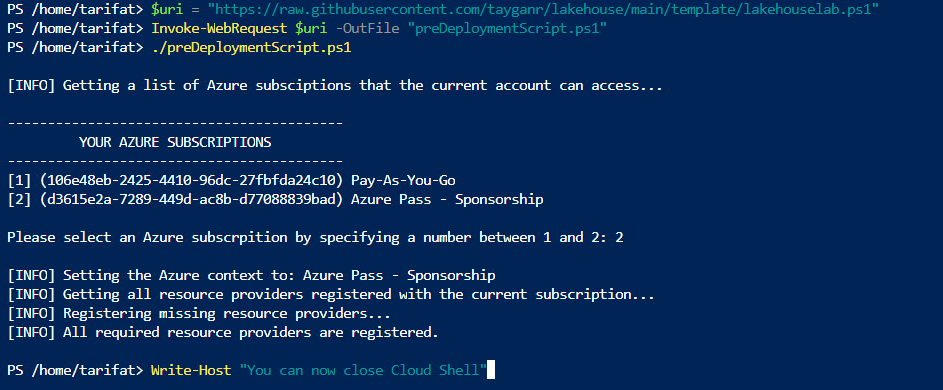 PS /home/tarifat> $uri = "https://raw.githubusercontent.com/tayganr/lakehouse/main/template/lakehouselab.ps1"
PS /home/tarifat> Invoke-WebRequest $uri -OutFile "preDeploymentScript.ps1"
PS /home/tarifat> ./preDeploymentScript.ps1
[INFO] Getting a list of Azure subsciptions that the current account can access...
----------------------------------------
YOUR AZURE SUBSCRIPTIONS
----------------------------------------
[1] (106e48eb-2425-4410-96dc-27fbfda24c10) Pay-As-You-Go
[2] (d3615e2a-7289-449d-ac8b-d77088839bad) Azure Pass - Sponsorship
Please select an Azure subscrpition by specifying a number between 1 and 2: 2
[INFO] Setting the Azure context to: Azure Pass - Sponsorship
[INFO] Getting all resource providers registered with the current subscription...
[INFO] Registering missing resource providers...
[INFO] All required resource providers are registered.
PS /home/tarifat> Write-Host "You can now close Cloud Shell"